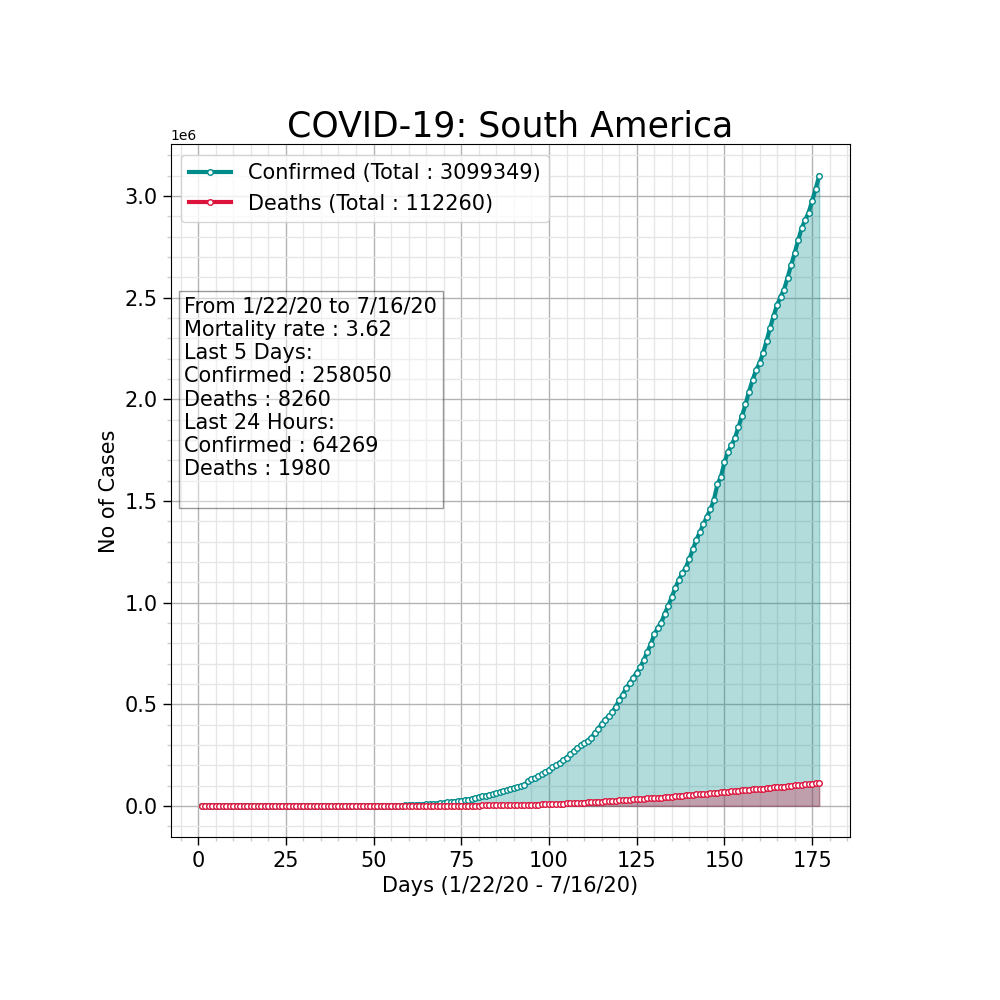 COVID-19: South America
1e6
Confirmed (Total : 3099349)
Deaths (Total : 112260)
From 1/22/20 to 7/16/20
Mortality rate : 3.62
Last 5 Days:
Confirmed : 258050
Deaths : 8260
Last 24 Hours:
Confirmed : 64269
Deaths : 1980
No of Cases
3.0
2.5
2.0
1.5
1.0
0.5
0.0
0 25 50 75 100 125 150 175
Days (1/22/20 - 7/16/20)